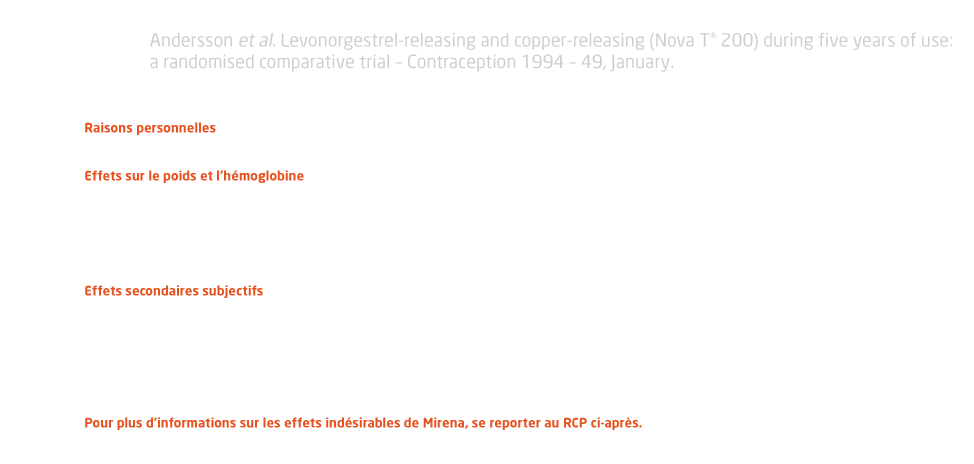 Andersson et al. Levonorgestrel-releasing and copper-releasing (Nova T® 200) during five years of use:
a randomised comparative trial – Contraception 1994 – 49, January.
Raisons personnelles
Effets sur le poids et l'hémoglobine
Effets secondaires subjectifs
Pour plus d'informations sur les effets indésirables de Mirena, se reporter au RCP ci-après.